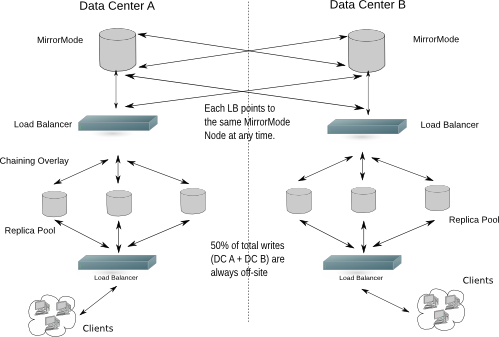 Data Center A
Data Center B
MirrorMode
MirrorMode
Each LB points to
the same MirrorMode
Node at any time.
Load Balancer
Load Balancer
Chaining Overlay
Replica Pool
Replica Pool
50% of total writes
(DC A + DC B) are
always off-site
Load Balancer
Load Balancer
Clients
Clients